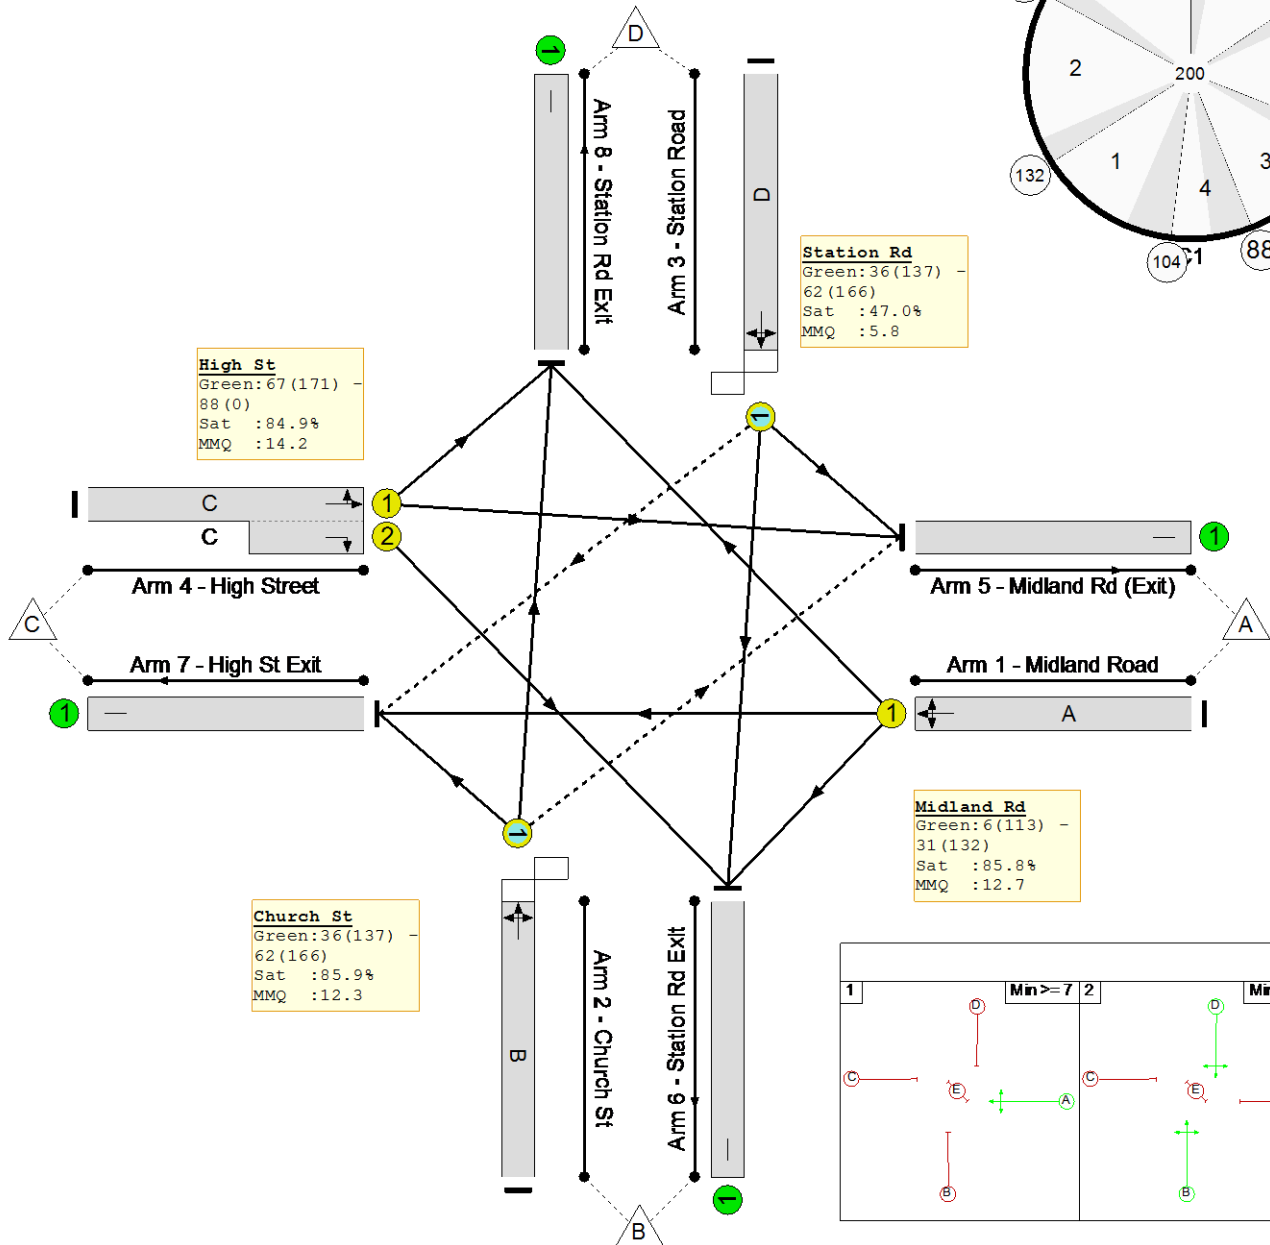 D
1
2
200
132
1
3
4
104
C1
88
Arm 8 - Station Rd Exit
Arm 3 - Station Road
D
Station Rd
Green:36(137) -
62(166)
Sat :47.0%
MMQ :5.8
High St
Green:67(171) -
88(0)
Sat :84.9%
MMQ :14.2
1
C
1
C
2
1
Arm 4 - High Street
Arm 5 - Midland Rd (Exit)
C
A
Arm 7 - High St Exit
Arm 1 - Midland Road
1
1
A
1
Midland Rd
Green:6(113) -
31(132)
Sat :85.8%
MMQ :12.7
Church St
Green:36(137) -
62(166)
Sat :85.9%
MMQ :12.3
B
Arm 2 - Church St
Arm 6 - Station Rd Exit
1
B
1
Min >= 7
2
D
D
C
E
A
C
E
B
B